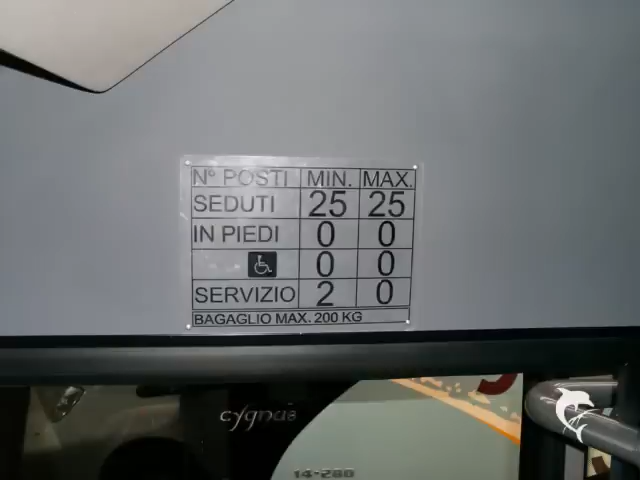 N° POSTI MIN. MAX.
SEDUTI 25 25
IN PIEDI 0 0
0 0
SERVIZIO 2 0
BAGAGLIO MAX. 200 KG
cygnus
14-280